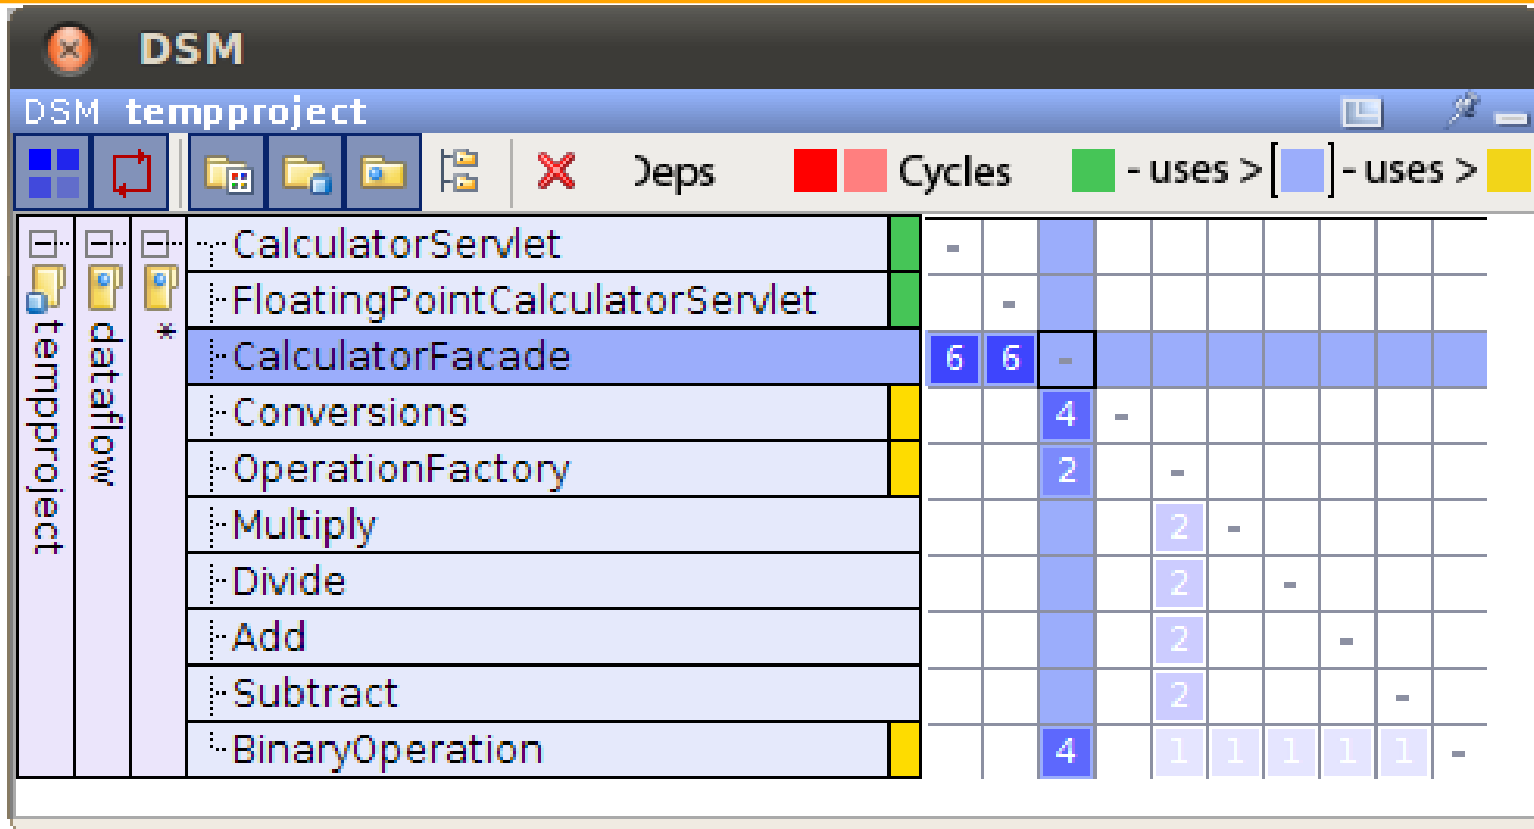 DSM
DSM tempproject
Deps Cycles - uses > [ ] - uses >
tempproject
dataflow
*
CalculatorServlet -
FloatingPointCalculatorServlet -
CalculatorFacade 6 6 -
Conversions 4 -
OperationFactory 2 -
Multiply 2 -
Divide 2 -
Add 2 -
Subtract 2 -
BinaryOperation 4 1 1 1 1 1 -